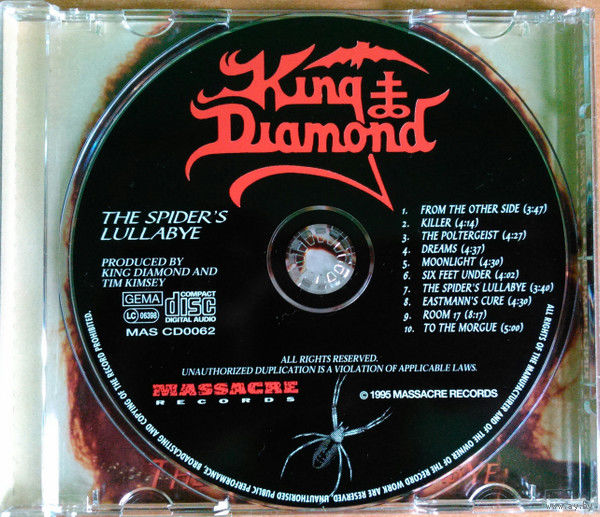 King
Diamond
THE SPIDER'S
LULLABYE
PRODUCED BY
KING DIAMOND AND
TIM KIMSEY
GEMA
LC 06398
COMPACT
disc
DIGITAL AUDIO
MAS CD0062
1. FROM THE OTHER SIDE (3:47)
2. KILLER (4:14)
3. THE POLTERGEIST (4:27)
4. DREAMS (4:37)
5. MOONLIGHT (4:30)
6. SIX FEET UNDER (4:02)
7. THE SPIDER'S LULLABYE (3:40)
8. EASTMANN'S CURE (4:30)
9. ROOM 17 (8:17)
10. TO THE MORGUE (5:00)
ALL RIGHTS RESERVED.
UNAUTHORIZED DUPLICATION IS A VIOLATION OF APPLICABLE LAWS.
MASSACRE
RECORDS
© 1995 MASSACRE RECORDS
ALL RIGHTS OF THE MANUFACTURER AND OF THE OWNER OF THE RECORD WORK ARE RESERVED, UNAUTHORISED PUBLIC PERFORMANCE, BROADCASTING AND COPYING OF THE RECORD PROHIBITED.
www.ay.by